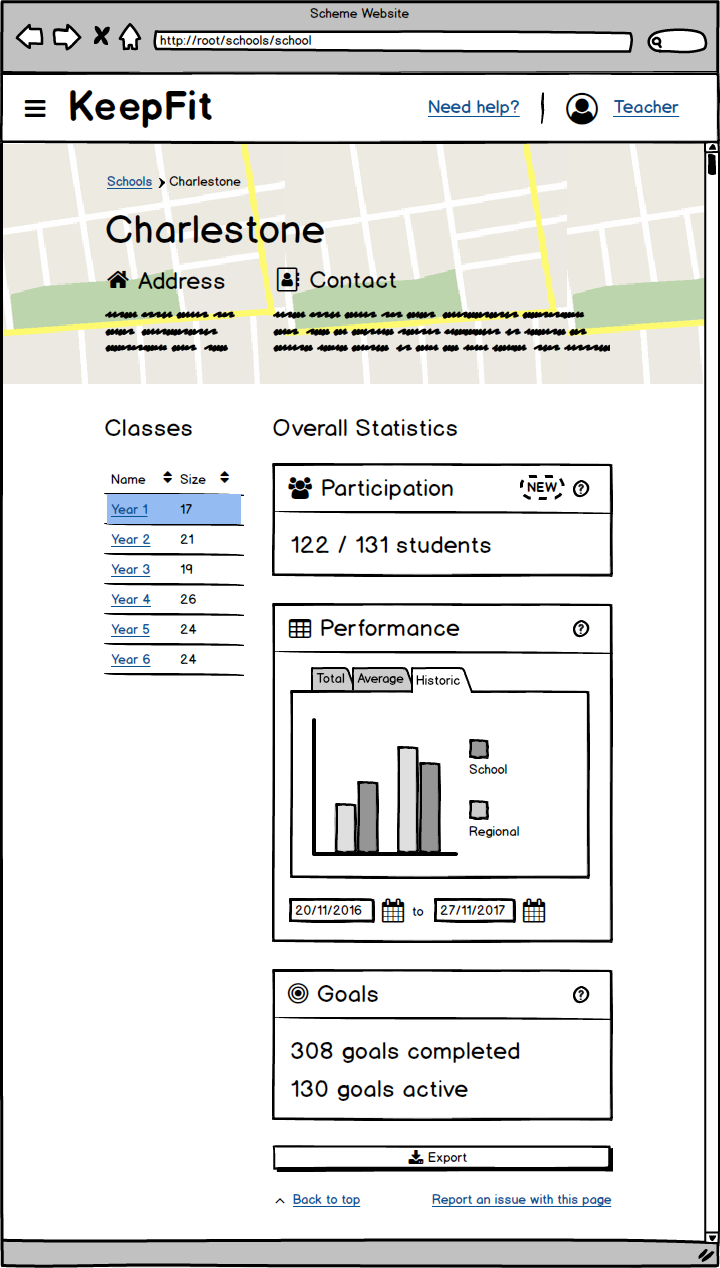 Scheme Website
http://root/schools/school
KeepFit
Need help?
Teacher
Schools
Charlestone
Charlestone
Address
Contact
Classes
Name
Size
Year 1 17
Year 2 21
Year 3 19
Year 4 26
Year 5 24
Year 6 24
Overall Statistics
Participation
NEW
?
122 / 131 students
Performance
?
Total
Average
Historic
School
Regional
20/11/2016
to
27/11/2017
Goals
?
308 goals completed
130 goals active
Export
Back to top
Report an issue with this page